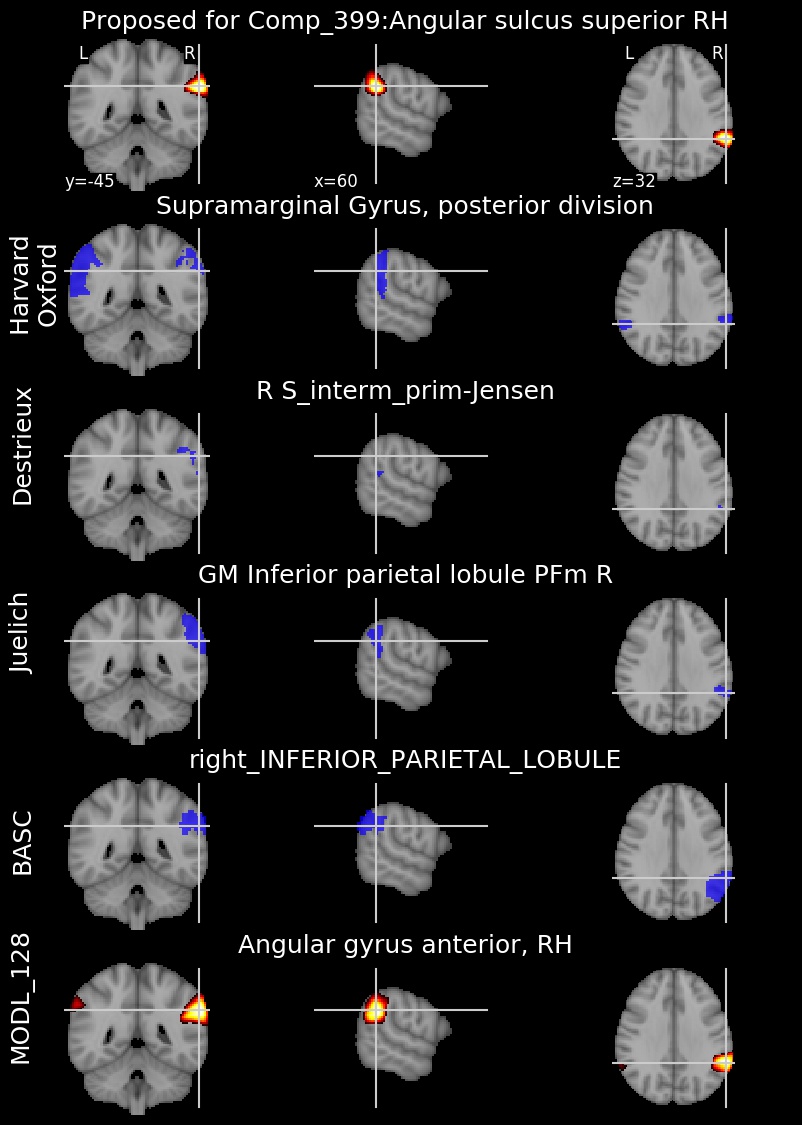 Proposed for Comp_399:Angular sulcus superior RH
L R L R
y=-45 x=60 z=32
Supramarginal Gyrus, posterior division
Harvard
Oxford
R S_interm_prim-Jensen
Destrieux
GM Inferior parietal lobule PFm R
Juelich
right_INFERIOR_PARIETAL_LOBULE
BASC
Angular gyrus anterior, RH
MODL_128